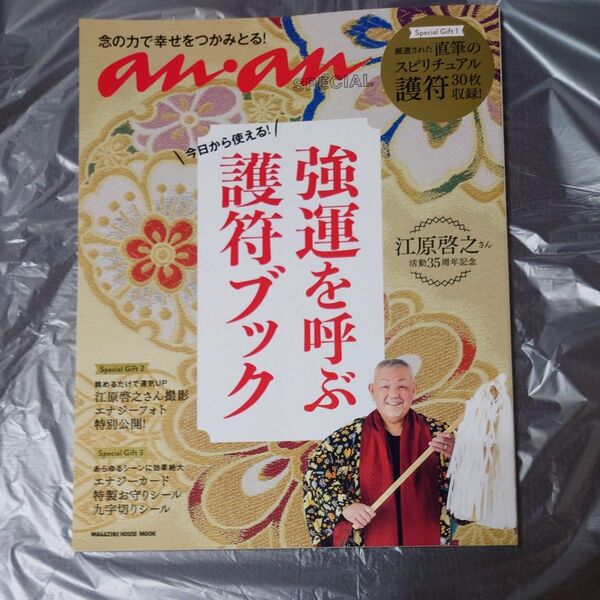 念の力で幸せをつかみとる!
an・an
SPECIAL
Special Gift 1
厳選された直筆の
スピリチュアル
護符30枚
収録!
今日から使える!
強運を呼ぶ
護符ブック
江原啓之さん
活動35周年記念
Special Gift 2
眺めるだけで運気UP
江原啓之さん撮影
エナジーフォト
特別公開!
Special Gift 3
あらゆるシーンに効果絶大
エナジーカード
特製お守りシール
九字切りシール
MAGAZINE HOUSE MOOK